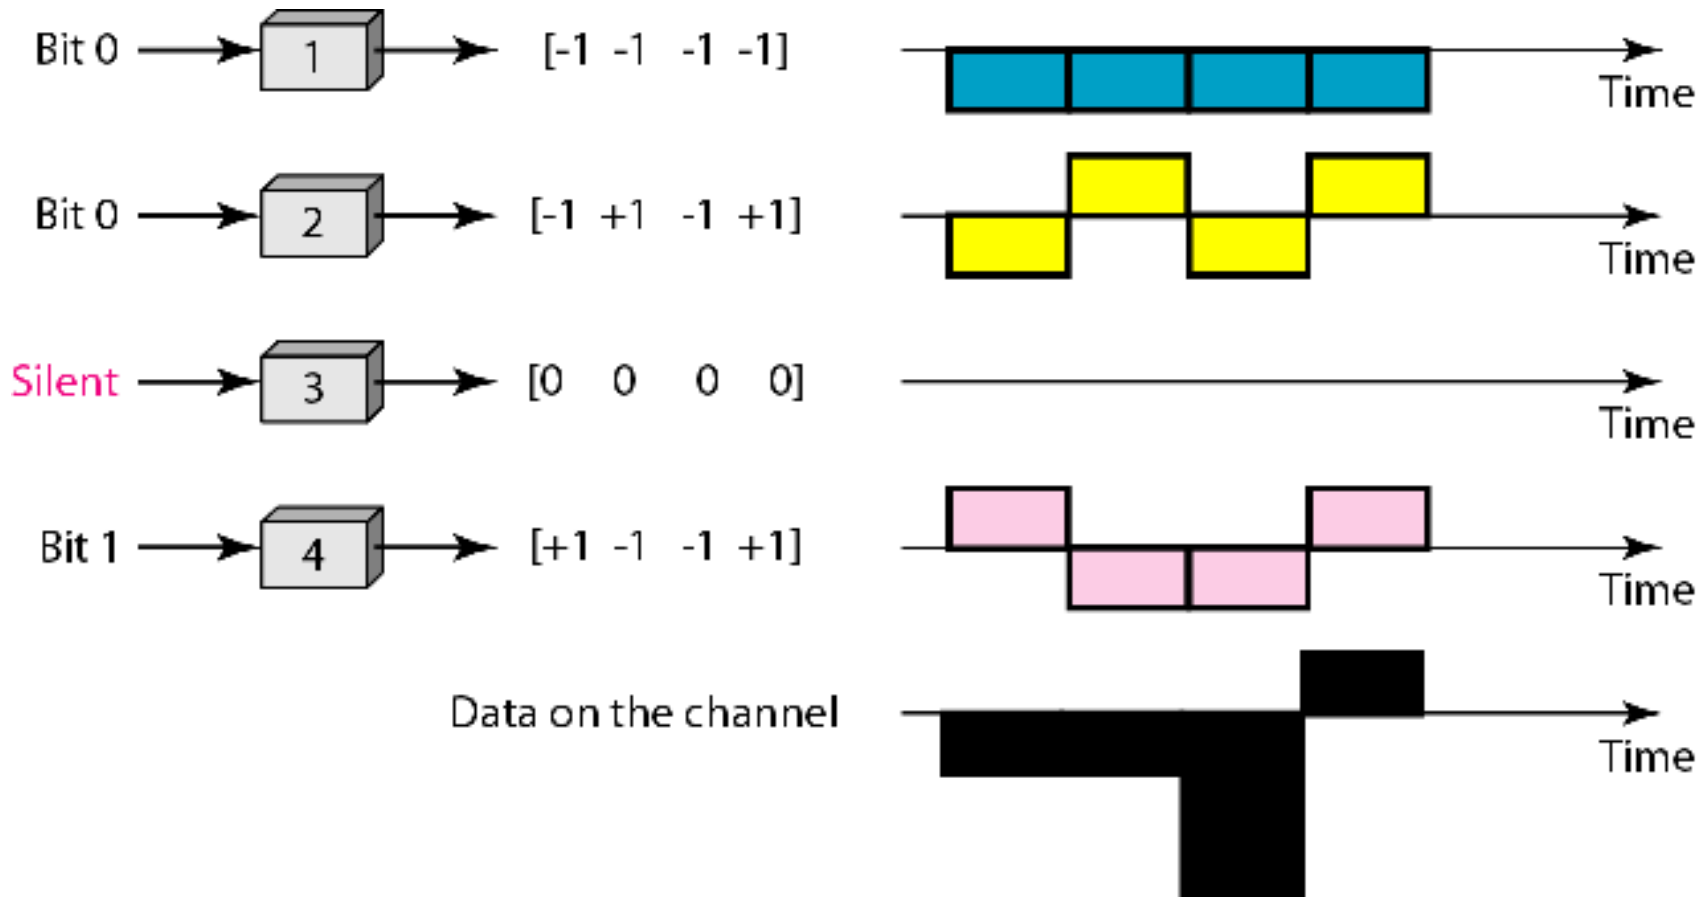 Bit 0 1 [-1 -1 -1 -1]
Time
Bit 0 2 [-1 +1 -1 +1]
Time
Silent 3 [0 0 0 0]
Time
Bit 1 4 [+1 -1 -1 +1]
Time
Data on the channel
Time